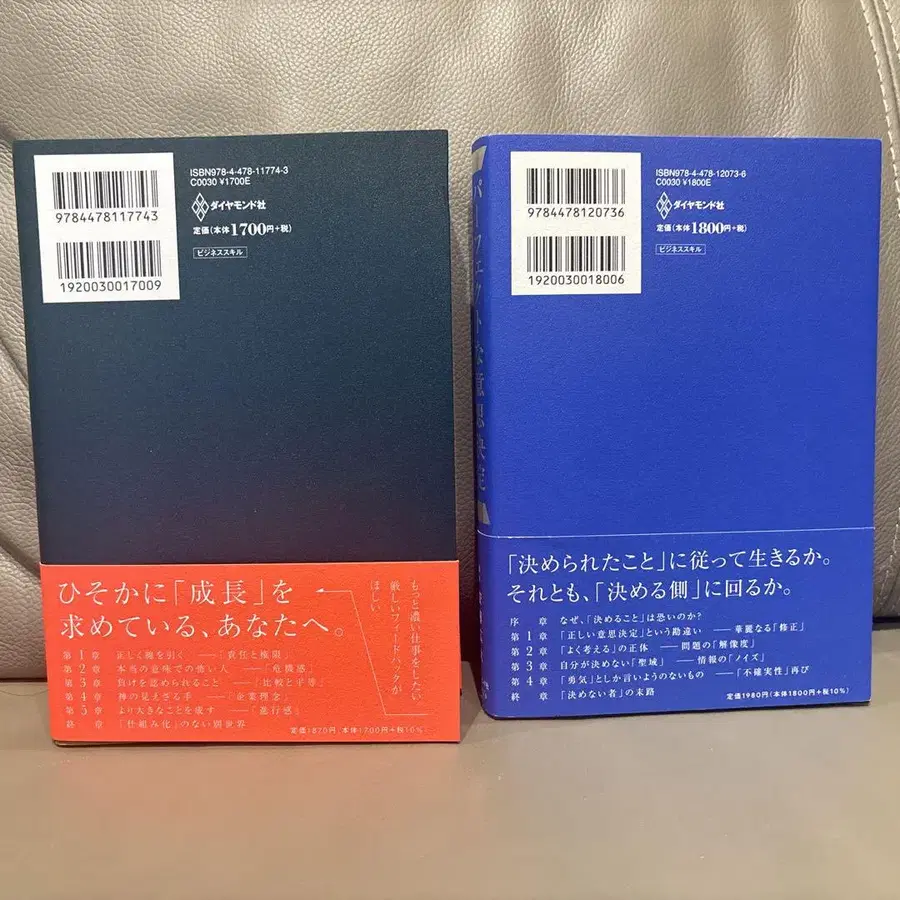 9784478117743
1920030017009
ISBN978-4-478-11774-3
C0030 ¥1700E
ダイヤモンド社
定価(本体1700円+税)
ビジネススキル
ひそかに「成長」を
求めている、あなたへ。
もっと濃い仕事をしたい
厳しいフィードバックが
ほしい
第1章 正しく線を引く ──「責任と権限」
第2章 本当の意味での怖い人 ──「危機感」
第3章 負けを認められること ──「比較と平等」
第4章 神の見えざる手 ──「企業理念」
第5章 より大きなことを成す ──「進行感」
終章 「仕組み化」のない別世界
定価1870円(本体1700円+税10%)
パーフェクトな意思決定
9784478120736
1920030018006
ISBN978-4-478-12073-6
C0030 ¥1800E
ダイヤモンド社
定価(本体1800円+税)
ビジネススキル
「決められたこと」に従って生きるか。
それとも、「決める側」に回るか。
序章 なぜ、「決めること」は恐いのか?
第1章 「正しい意思決定」という勘違い ── 華麗なる「修正」
第2章 「よく考える」の正体 ── 問題の「解像度」
第3章 自分が決めない「聖域」 ── 情報の「ノイズ」
第4章 「勇気」としか言いようのないもの ──「不確実性」再び
終章 「決めない者」の末路
定価1980円(本体1800円+税10%)